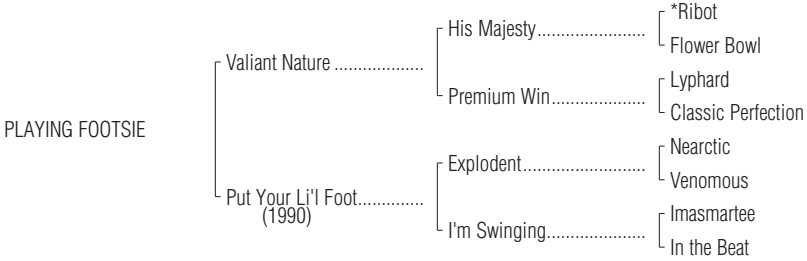 *Ribot
His Majesty.......................
Flower Bowl
Valiant Nature ...................
Lyphard
Premium Win....................
Classic Perfection
PLAYING FOOTSIE
Nearctic
Explodent..........................
Venomous
Put Your Li'l Foot..............
(1990)
Imasmartee
I'm Swinging.....................
In the Beat